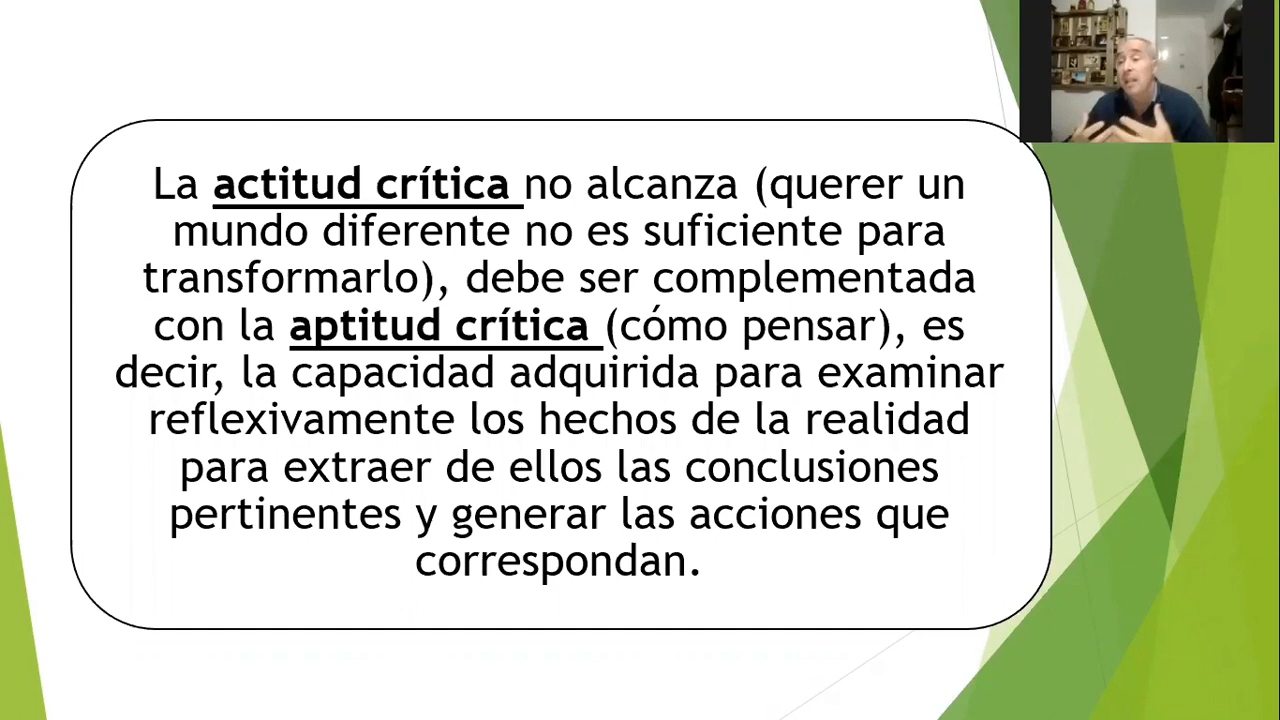 La actitud crítica no alcanza (querer un
mundo diferente no es suficiente para
transformarlo), debe ser complementada
con la aptitud crítica (cómo pensar), es
decir, la capacidad adquirida para examinar
reflexivamente los hechos de la realidad
para extraer de ellos las conclusiones
pertinentes y generar las acciones que
correspondan.